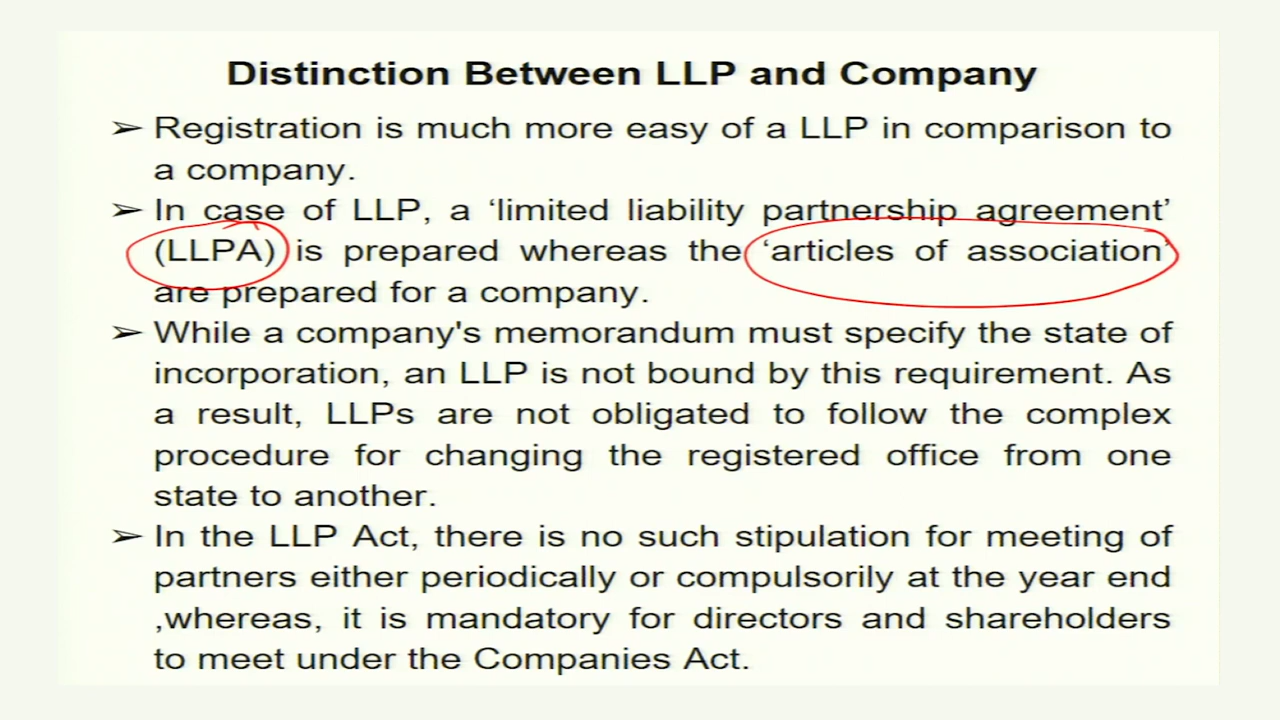 Distinction Between LLP and Company
➢ Registration is much more easy of a LLP in comparison to
a company.
➢ In case of LLP, a ‘limited liability partnership agreement’
(LLPA) is prepared whereas the ‘articles of association’
are prepared for a company.
➢ While a company's memorandum must specify the state of
incorporation, an LLP is not bound by this requirement. As
a result, LLPs are not obligated to follow the complex
procedure for changing the registered office from one
state to another.
➢ In the LLP Act, there is no such stipulation for meeting of
partners either periodically or compulsorily at the year end
,whereas, it is mandatory for directors and shareholders
to meet under the Companies Act.